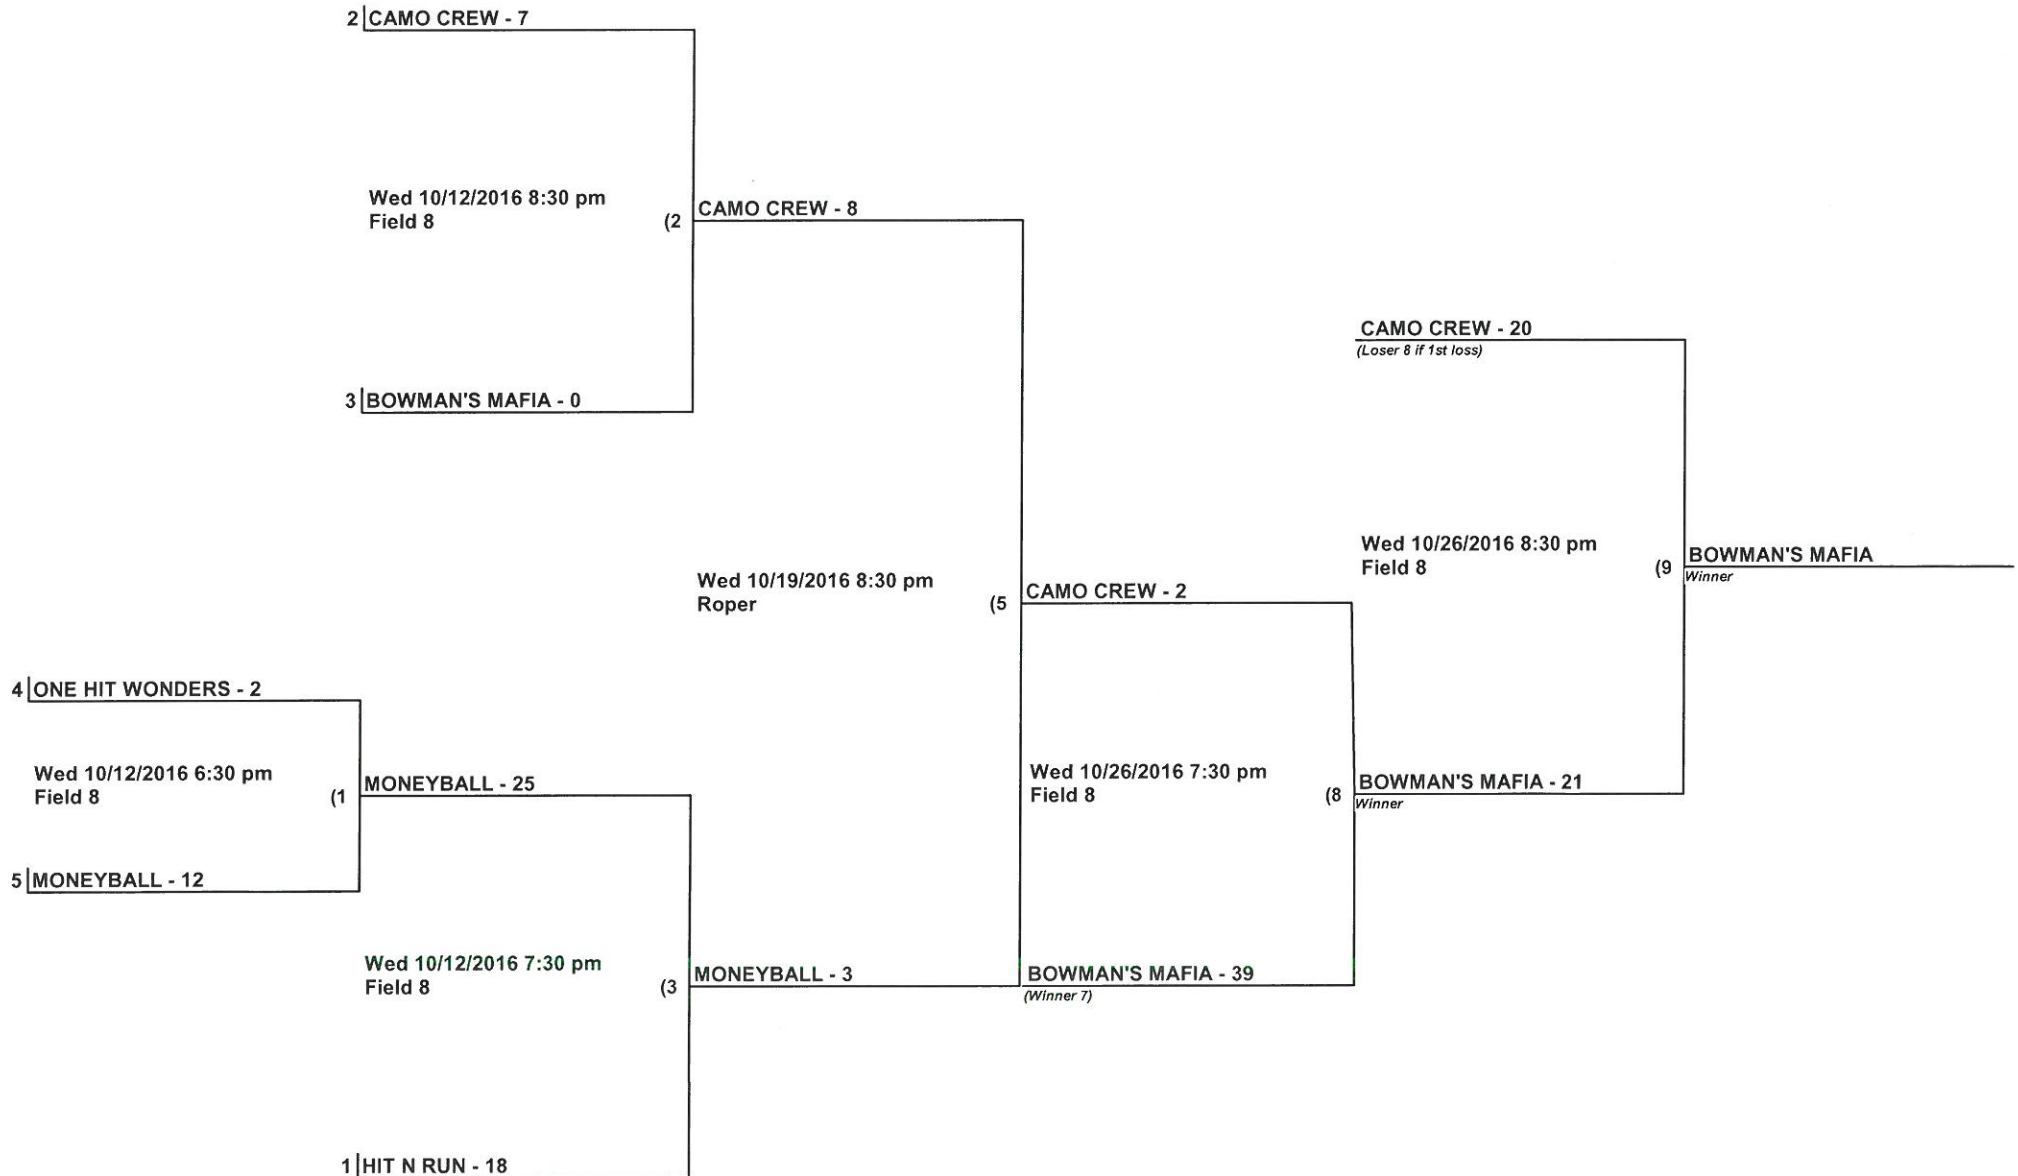 2 CAMO CREW - 7
Wed 10/12/2016 8:30 pm
Field 8
(2
CAMO CREW - 8
3 BOWMAN'S MAFIA - 0
CAMO CREW - 20
(Loser 8 if 1st loss)
Wed 10/26/2016 8:30 pm
Field 8
(9
BOWMAN'S MAFIA
Winner
Wed 10/19/2016 8:30 pm
Roper
(5
CAMO CREW - 2
4 ONE HIT WONDERS - 2
Wed 10/12/2016 6:30 pm
Field 8
(1
MONEYBALL - 25
Wed 10/26/2016 7:30 pm
Field 8
(8
BOWMAN'S MAFIA - 21
Winner
5 MONEYBALL - 12
Wed 10/12/2016 7:30 pm
Field 8
(3
MONEYBALL - 3
BOWMAN'S MAFIA - 39
(Winner 7)
1 HIT N RUN - 18